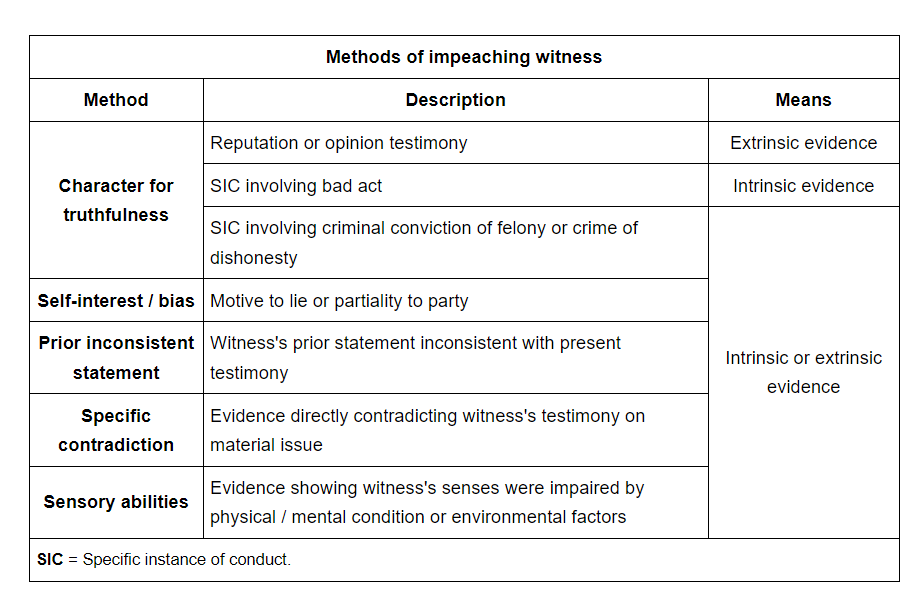 Methods of impeaching witness
Method
Description
Means
Character for
truthfulness
Reputation or opinion testimony
Extrinsic evidence
SIC involving bad act
Intrinsic evidence
SIC involving criminal conviction of felony or crime of
dishonesty
Intrinsic or extrinsic
evidence
Self-interest / bias
Motive to lie or partiality to party
Prior inconsistent
statement
Witness's prior statement inconsistent with present
testimony
Specific
contradiction
Evidence directly contradicting witness's testimony on
material issue
Sensory abilities
Evidence showing witness's senses were impaired by
physical / mental condition or environmental factors
SIC = Specific instance of conduct.